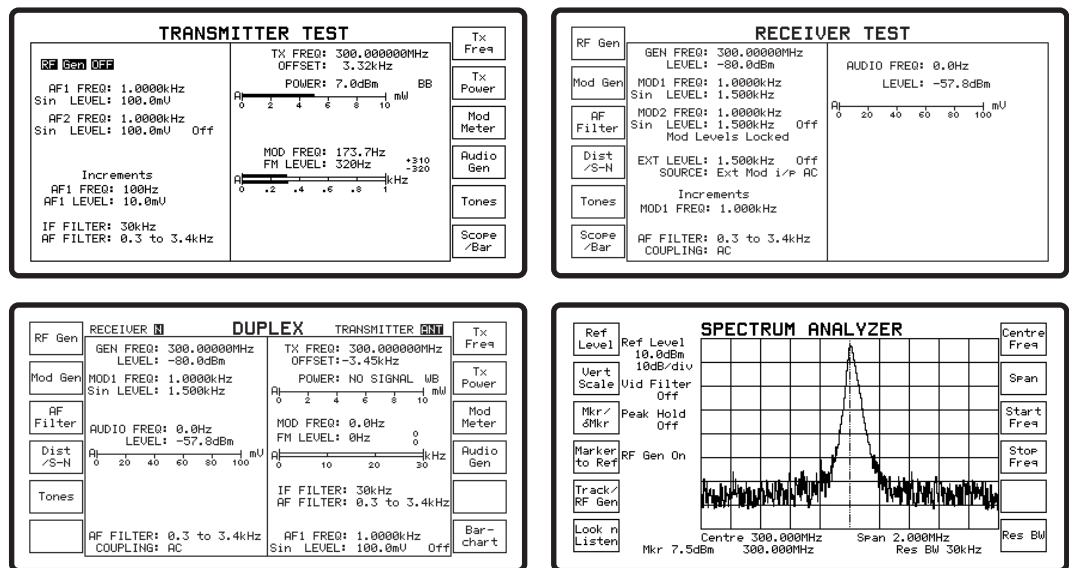 TRANSMITTER TEST
RF Gen OFF
AF1 FREQ: 1.0000kHz
Sin LEVEL: 100.0mV
AF2 FREQ: 1.0000kHz
Sin LEVEL: 100.0mV Off
Increments
AF1 FREQ: 100Hz
AF1 LEVEL: 10.0mV
IF FILTER: 30kHz
AF FILTER: 0.3 to 3.4kHz
TX FREQ: 300.000000MHz
OFFSET: 3.32kHz
POWER: 7.0dBm BB
A mW
0 2 4 6 8 10
MOD FREQ: 173.7Hz
FM LEVEL: 320Hz +310
-320
A kHz
0 .2 .4 .6 .8 1
Tx
Freq
Tx
Power
Mod
Meter
Audio
Gen
Tones
Scope
/Bar
RECEIVER TEST
RF Gen
Mod Gen
AF
Filter
Dist
/S-N
Tones
Scope
/Bar
GEN FREQ: 300.00000MHz
LEVEL: -80.0dBm
MOD1 FREQ: 1.0000kHz
Sin LEVEL: 1.500kHz
MOD2 FREQ: 1.0000kHz
Sin LEVEL: 1.500kHz Off
Mod Levels Locked
EXT LEVEL: 1.500kHz Off
SOURCE: Ext Mod i/p AC
Increments
MOD1 FREQ: 1.000kHz
AF FILTER: 0.3 to 3.4kHz
COUPLING: AC
AUDIO FREQ: 0.0Hz
LEVEL: -57.8dBm
A mV
0 20 40 60 80 100
DUPLEX
RECEIVER N
TRANSMITTER ANT
RF Gen
Mod Gen
AF
Filter
Dist
/S-N
Tones
GEN FREQ: 300.00000MHz
LEVEL: -80.0dBm
MOD1 FREQ: 1.0000kHz
Sin LEVEL: 1.500kHz
AUDIO FREQ: 0.0Hz
LEVEL: -57.8dBm
A mV
0 20 40 60 80 100
AF FILTER: 0.3 to 3.4kHz
COUPLING: AC
TX FREQ: 300.000000MHz
OFFSET:-3.45kHz
POWER: NO SIGNAL WB
A mW
0 2 4 6 8 10
MOD FREQ: 0.0Hz
FM LEVEL: 0Hz 0
0
A kHz
0 10 20 30
IF FILTER: 30kHz
AF FILTER: 0.3 to 3.4kHz
AF1 FREQ: 1.0000kHz
Sin LEVEL: 100.0mV Off
Tx
Freq
Tx
Power
Mod
Meter
Audio
Gen
Bar-
chart
SPECTRUM ANALYZER
Ref
Level
Vert
Scale
Mkr/
δMkr
Marker
to Ref
Track/
RF Gen
Look n
Listen
Ref Level
10.0dBm
10dB/div
Vid Filter
Off
Peak Hold
Off
RF Gen On
Centre
Freq
Span
Start
Freq
Stop
Freq
Res BW
Centre 300.000MHz Span 2.000MHz
Mkr 7.5dBm 300.000MHz Res BW 30kHz